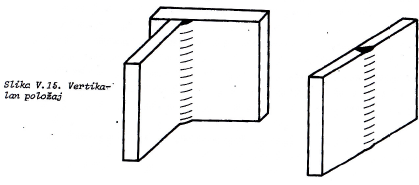 Slika V.15. Vertika-
lan položaj